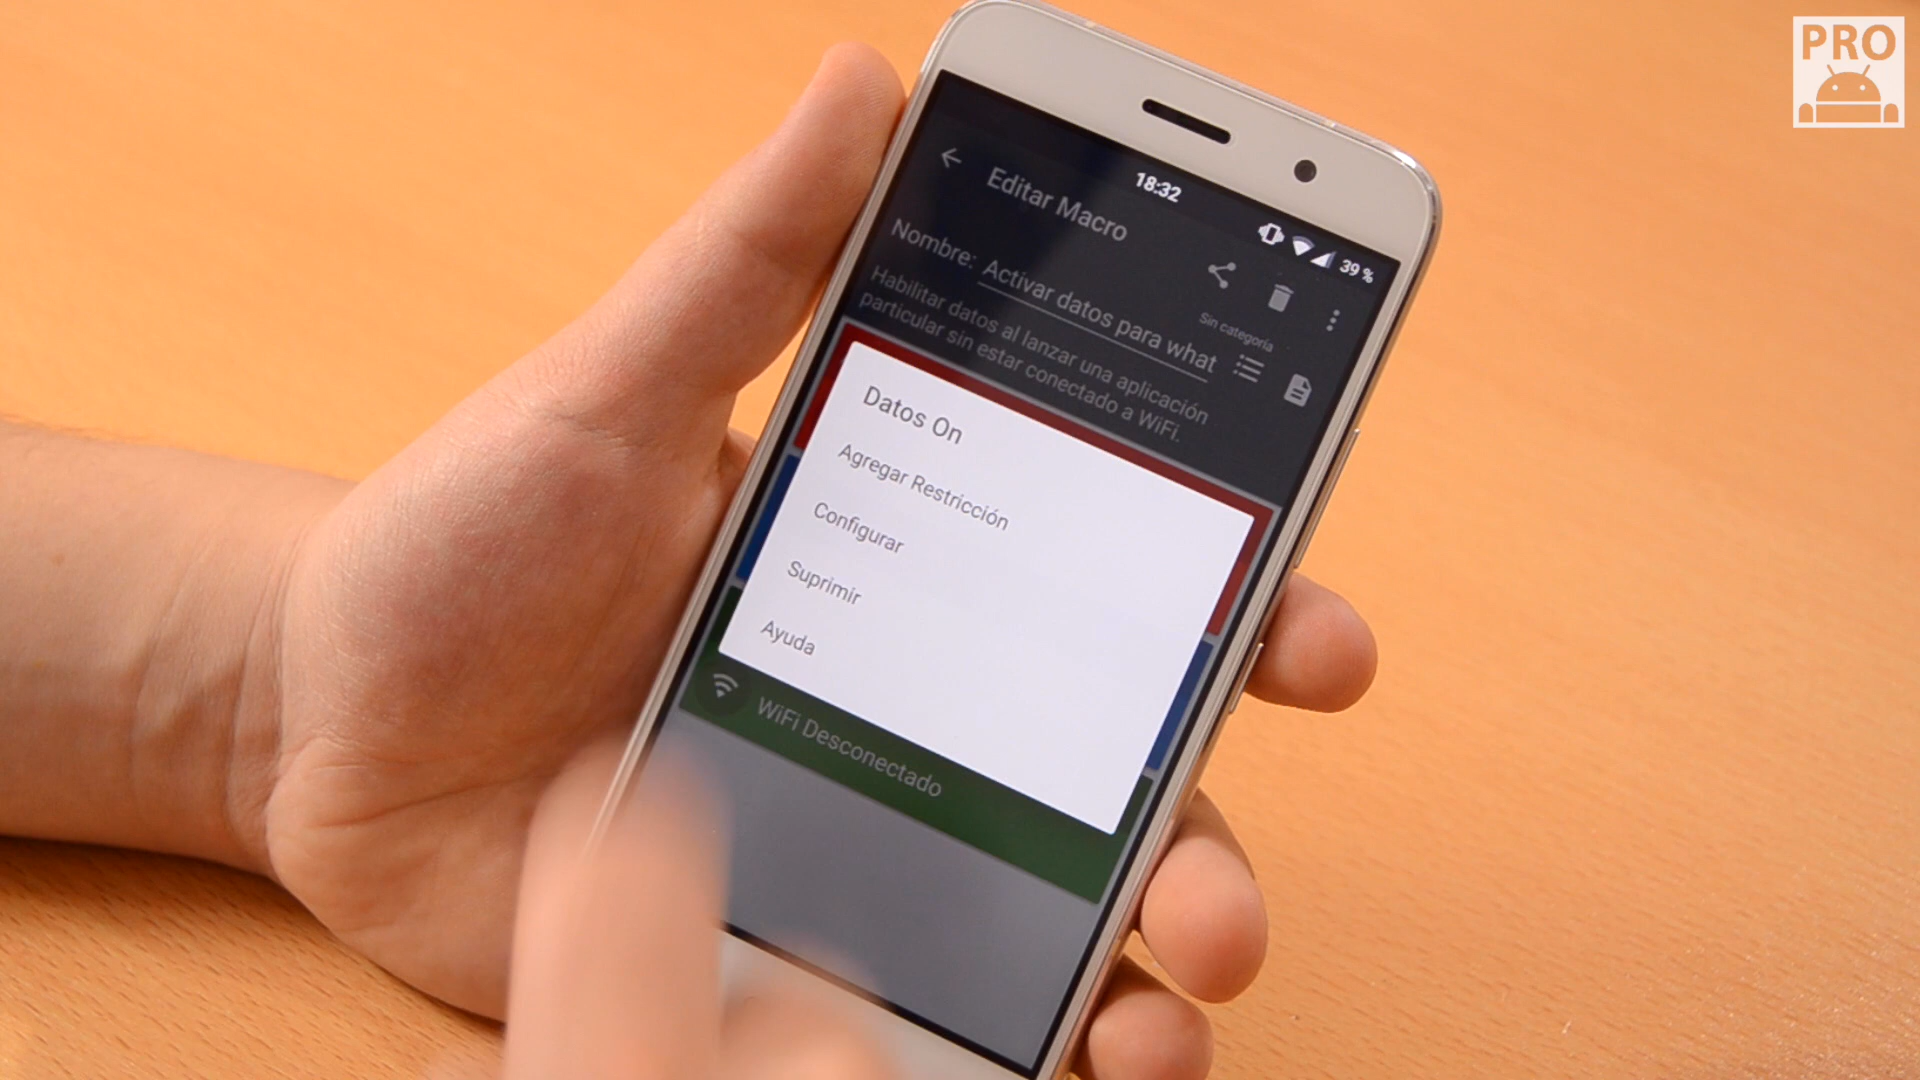 PRO
18:32
39 %
Editar Macro
Nombre: Activar datos para what
Sin categoría
Habilitar datos al lanzar una aplicación
particular sin estar conectado a WiFi.
Datos On
Agregar Restricción
Configurar
Suprimir
Ayuda
WiFi Desconectado